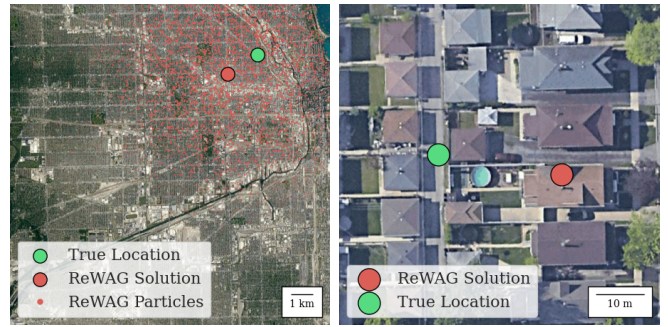 True Location
ReWAG Solution
ReWAG Particles
1 km
ReWAG Solution
True Location
10 m